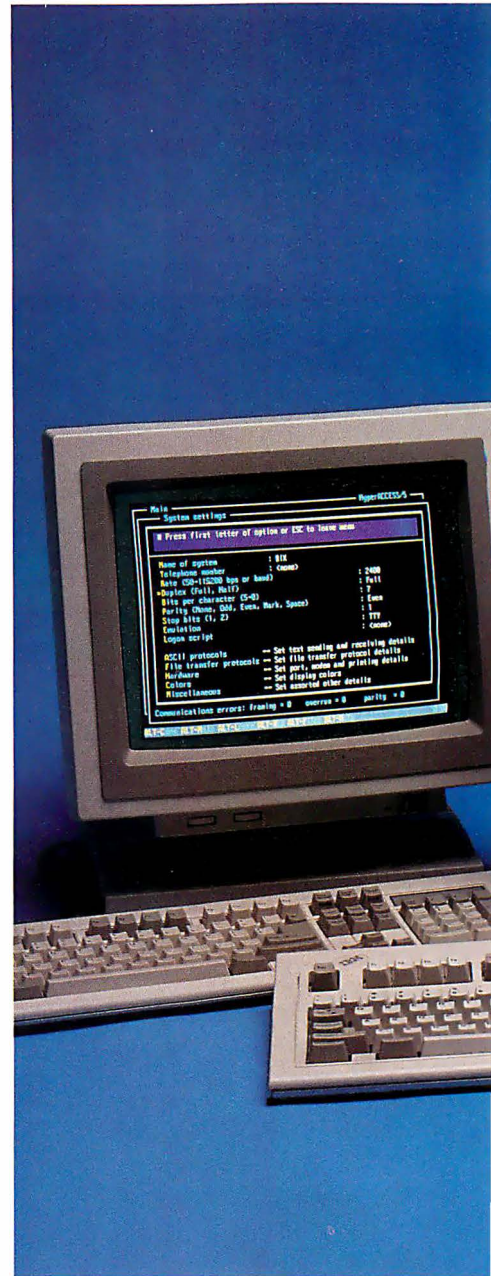 Main HyperACCESS/5
System settings
Press first letter of option or ESC to leave menu
Name of system : BIX
Telephone number : (none)
Rate (50-115200 bps or baud) : 2400
Duplex (Full, Half) : Full
Bits per character (5-8) : 7
Parity (None, Odd, Even, Mark, Space) : Even
Stop bits (1, 2) : 1
Emulation : TTY
Logon script : (none)
ASCII protocols -- Set text sending and receiving details
File transfer protocols -- Set file transfer protocol details
Hardware -- Set port, modem and printing details
Colors -- Set display colors
Miscellaneous -- Set assorted other details
Communications errors: framing = 0 overrun = 0 parity = 0